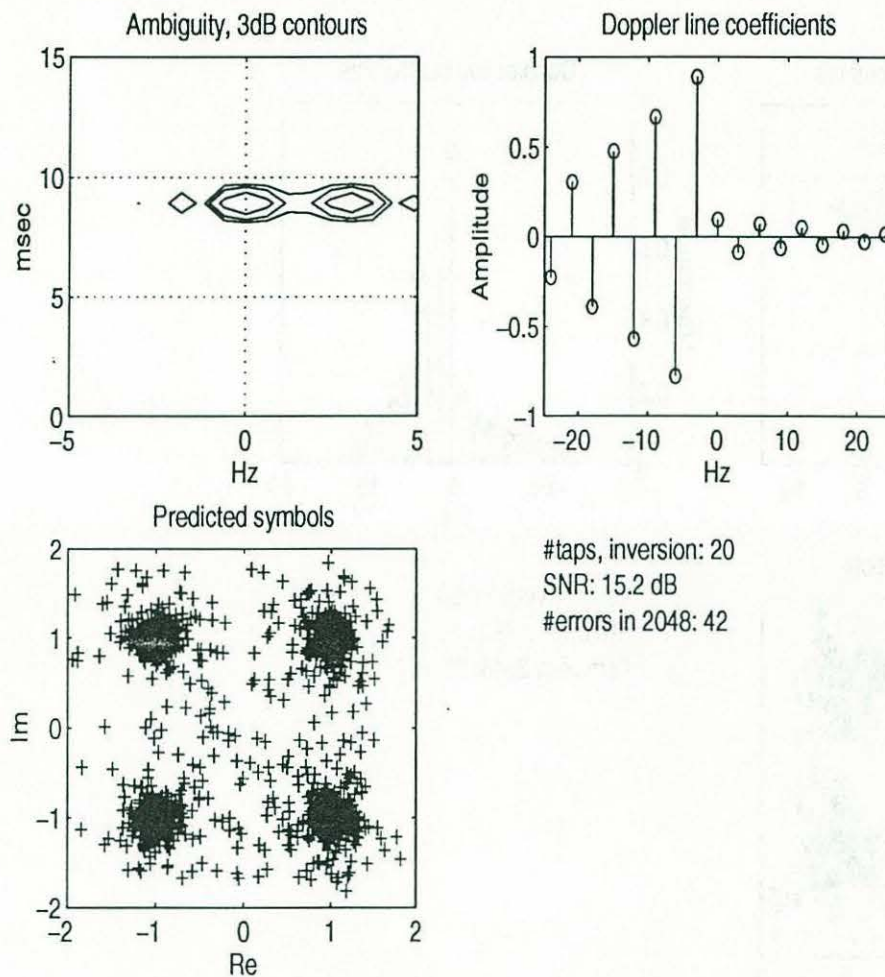 Ambiguity, 3dB contours
15
10
5
0
msec
-5
0
5
Hz
Doppler line coefficients
1
0.5
0
-0.5
-1
Amplitude
-20
-10
0
10
20
Hz
Predicted symbols
2
1
0
-1
-2
Im
-2
-1
0
1
2
Re
#taps, inversion: 20
SNR: 15.2 dB
#errors in 2048: 42